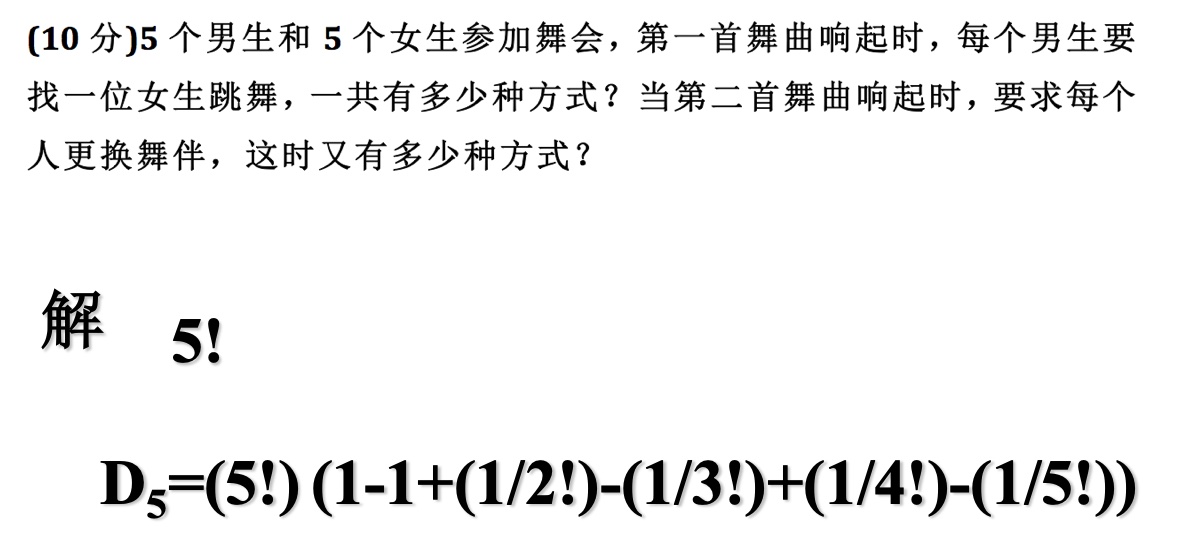 (10 分)5 个男生和 5 个女生参加舞会，第一首舞曲响起时，每个男生要
找一位女生跳舞，一共有多少种方式？当第二首舞曲响起时，要求每个
人更换舞伴，这时又有多少种方式？
解 5!
D₅=(5!) (1-1+(1/2!)-(1/3!)+(1/4!)-(1/5!))